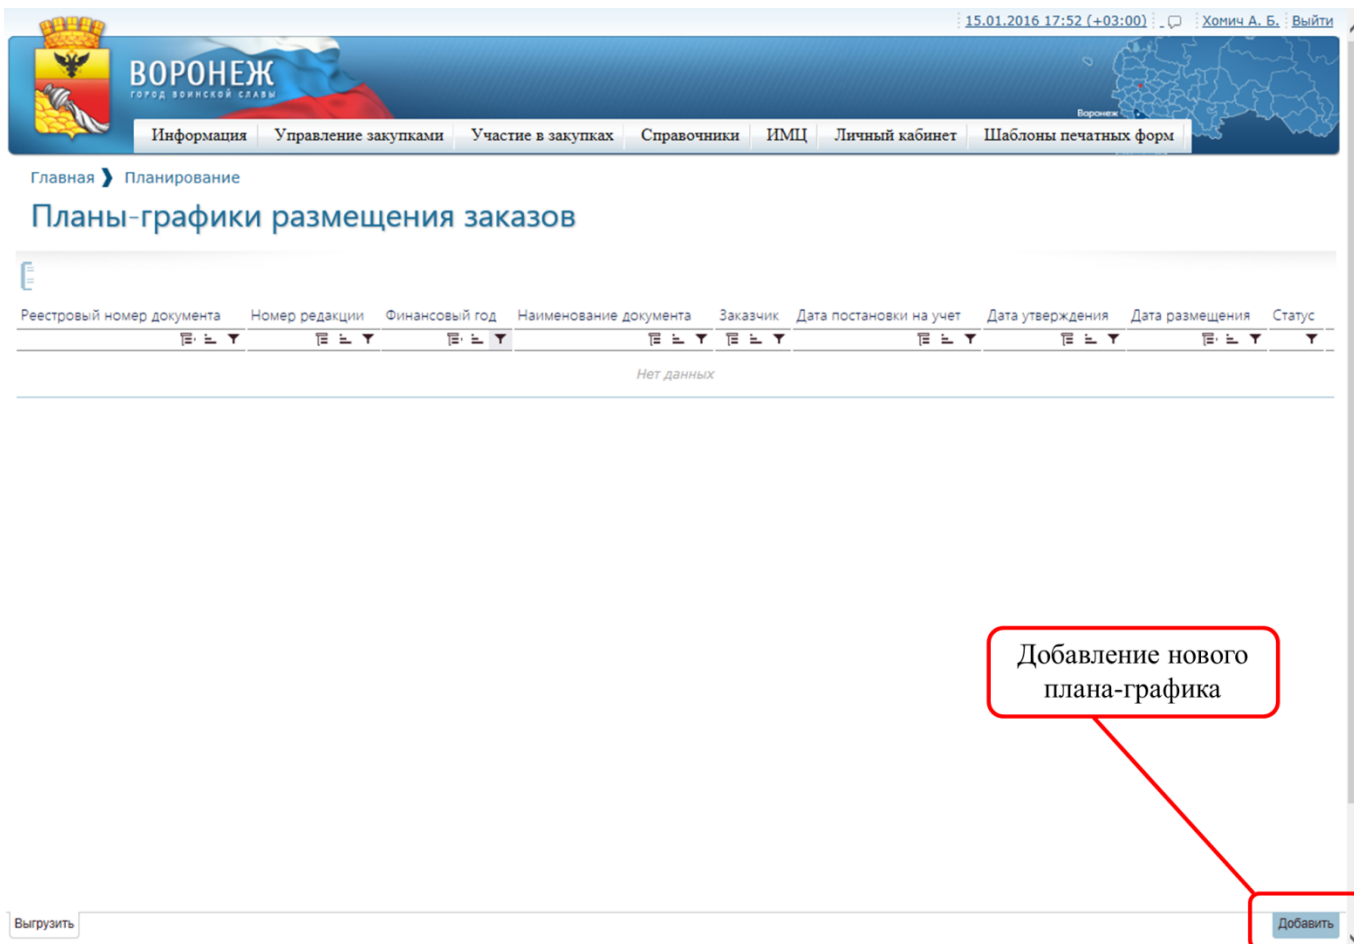 15.01.2016 17:52 (+03:00) Хомич А. Б. Выйти
ВОРОНЕЖ
ГОРОД ВОИНСКОЙ СЛАВЫ
Воронеж
Информация Управление закупками Участие в закупках Справочники ИМЦ Личный кабинет Шаблоны печатных форм
Главная Планирование
Планы-графики размещения заказов
Реестровый номер документа Номер редакции Финансовый год Наименование документа Заказчик Дата постановки на учет Дата утверждения Дата размещения Статус
Нет данных
Добавление нового
плана-графика
Выгрузить Добавить